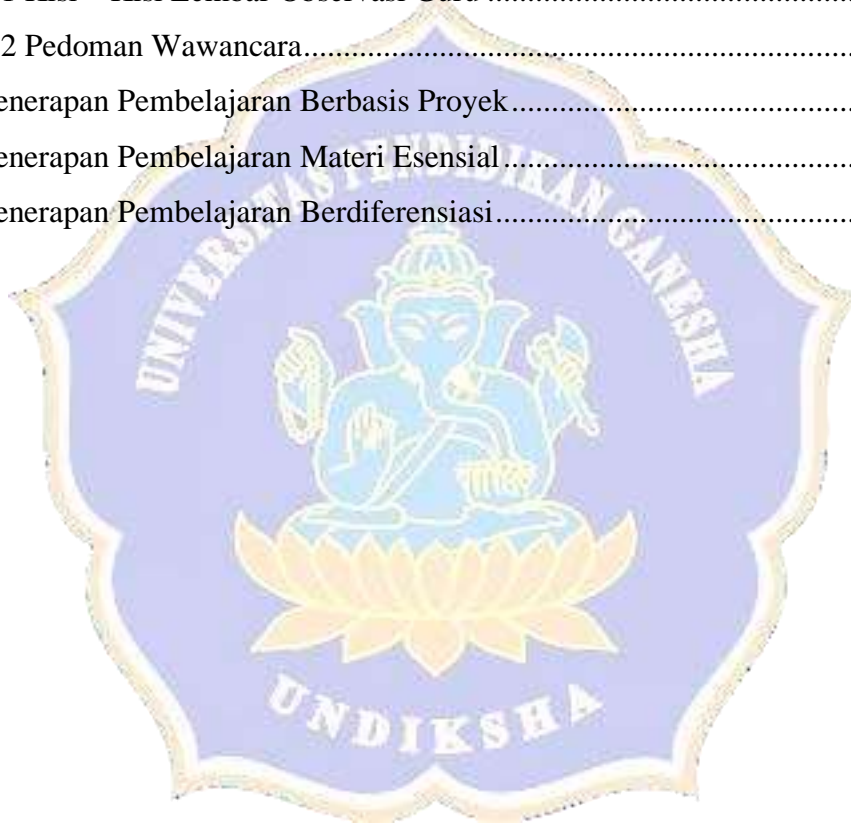 Kisi – Kisi Lembar Observasi Guru ....................................................
2 Pedoman Wawancara.......................................................................
enerapan Pembelajaran Berbasis Proyek...........................................
enerapan Pembelajaran Materi Esensial............................................
enerapan Pembelajaran Berdiferensiasi.............................................
UNIVERSITAS PENDIDIKAN GANESHA
UNDIKSHA